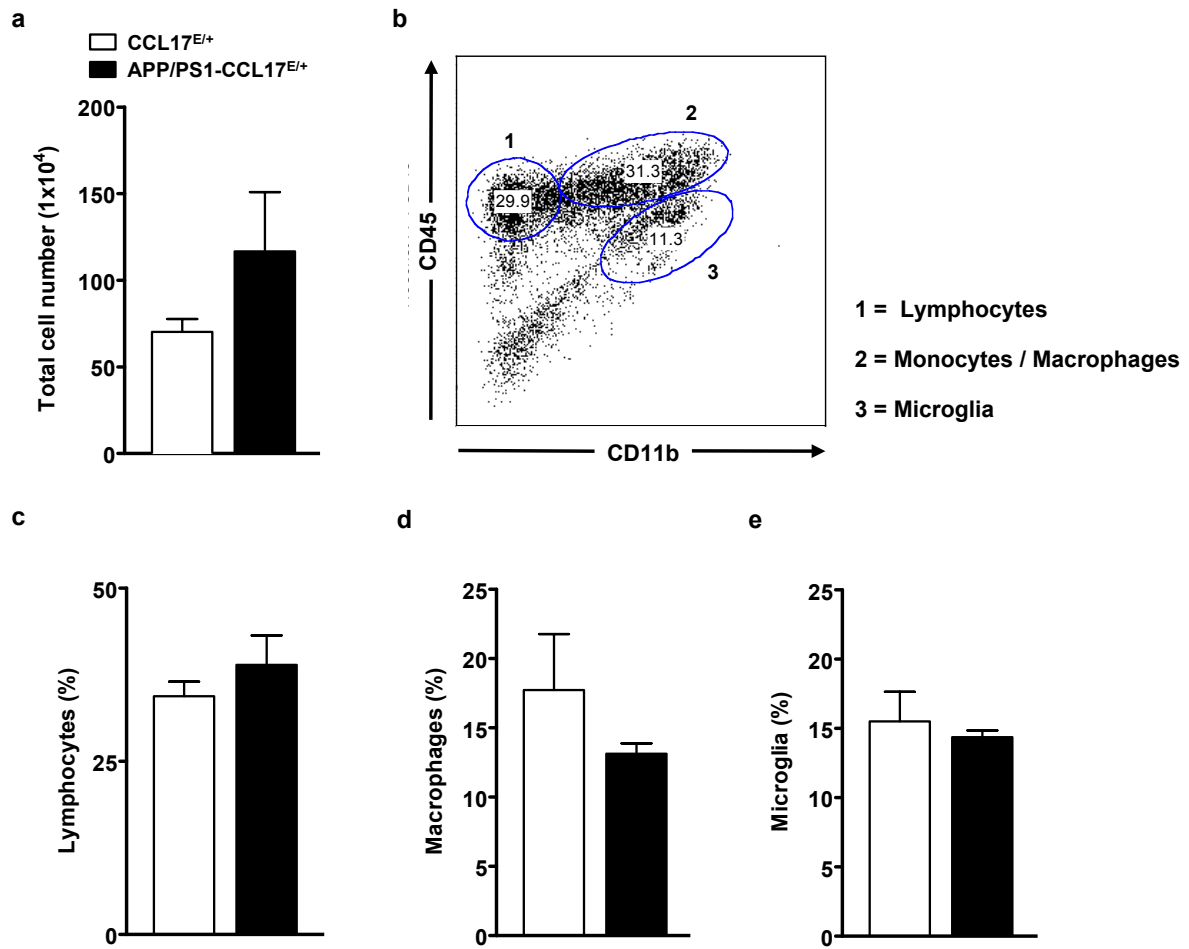 a
CCL17E/+
APP/PS1-CCL17E/+
200
150
100
50
0
Total cell number (1x10⁴)
b
1
2
3
29.9
31.3
11.3
CD45
CD11b
1 = Lymphocytes
2 = Monocytes / Macrophages
3 = Microglia
c
50
25
0
Lymphocytes (%)
d
25
20
15
10
5
0
Macrophages (%)
e
25
20
15
10
5
0
Microglia (%)